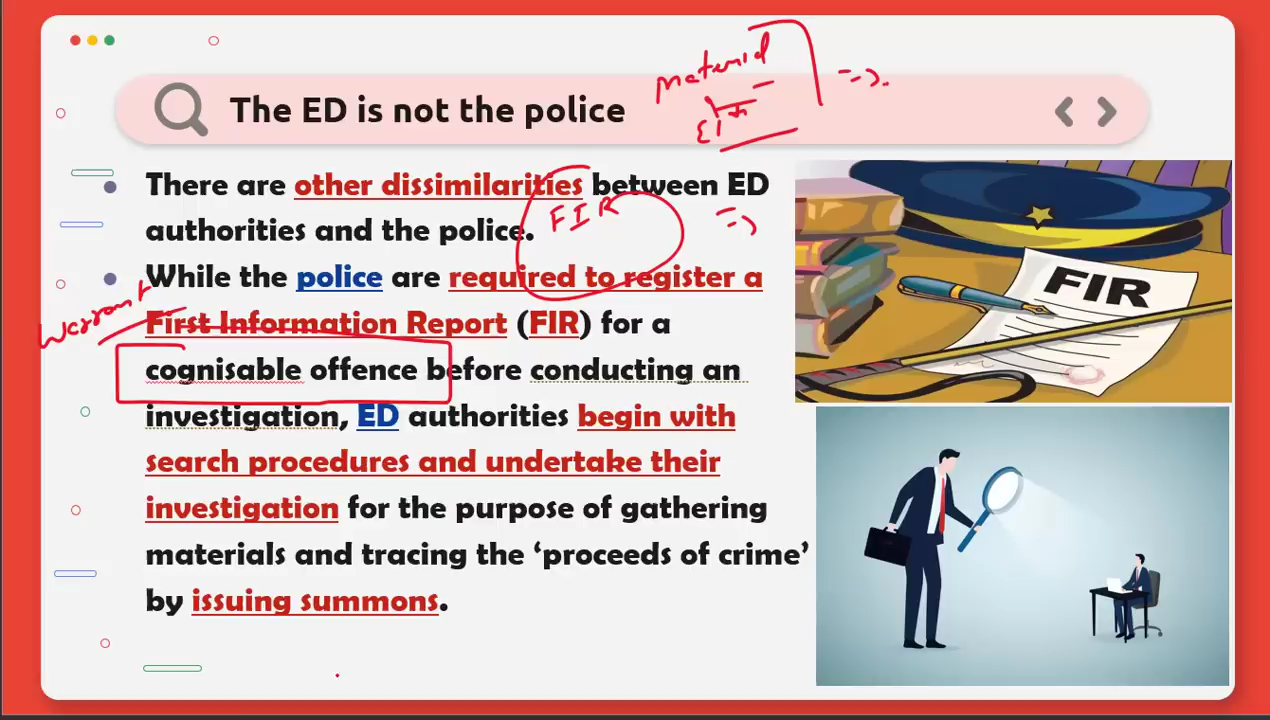 material
The ED is not the police
There are other dissimilarities between ED
authorities and the police.
FIR
While the police are required to register a
Warrant
First Information Report (FIR) for a
cognisable offence before conducting an
investigation, ED authorities begin with
search procedures and undertake their
investigation for the purpose of gathering
materials and tracing the ‘proceeds of crime’
by issuing summons.
FIR